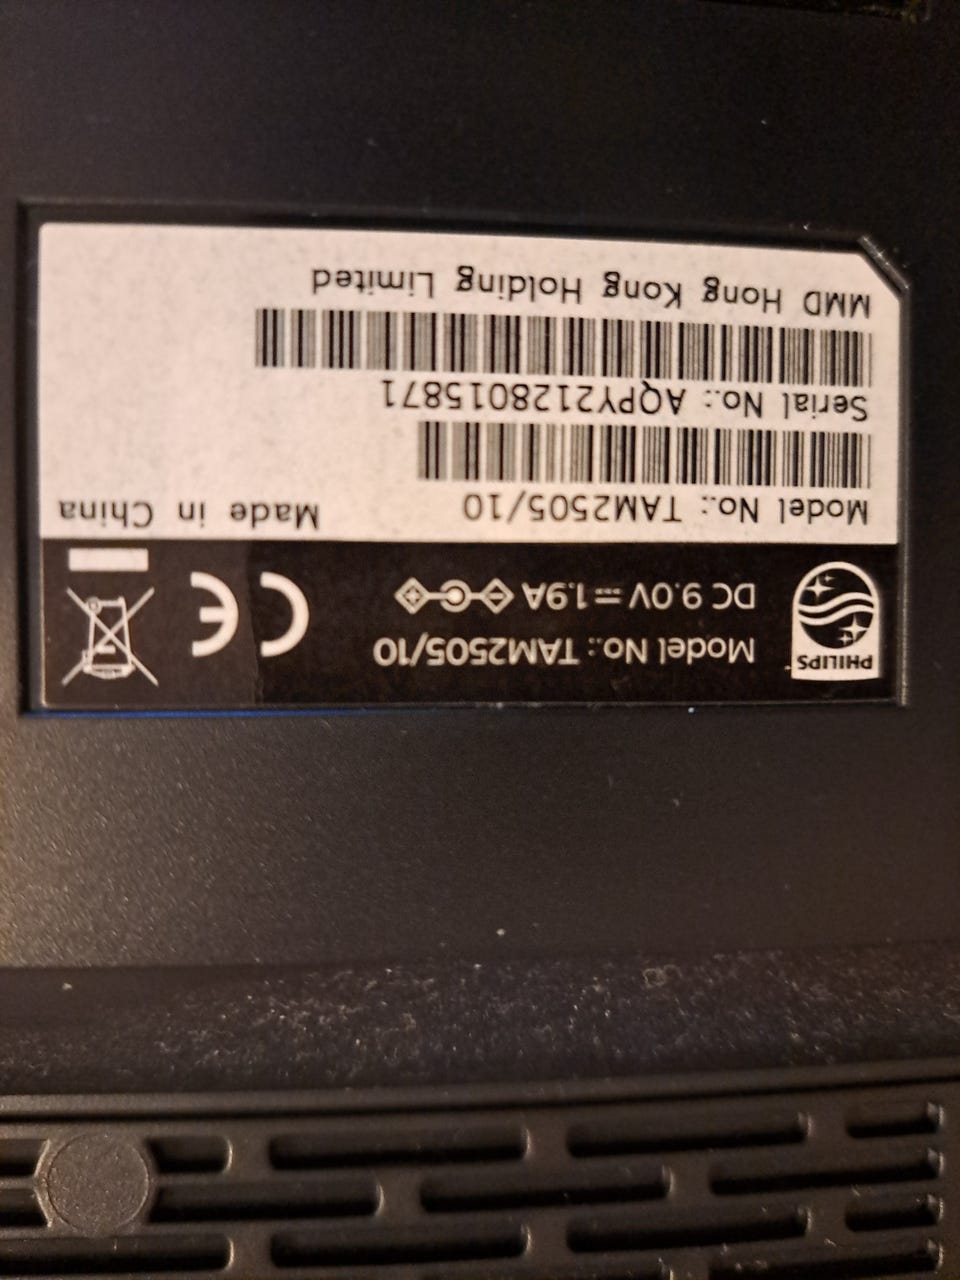 PHILIPS
Model No.: TAM2505/10
DC 9.0V⎓1.9A
CE
Model No.: TAM2505/10
Made in China
Serial No.: AQPY2128015871
MMD Hong Kong Holding Limited